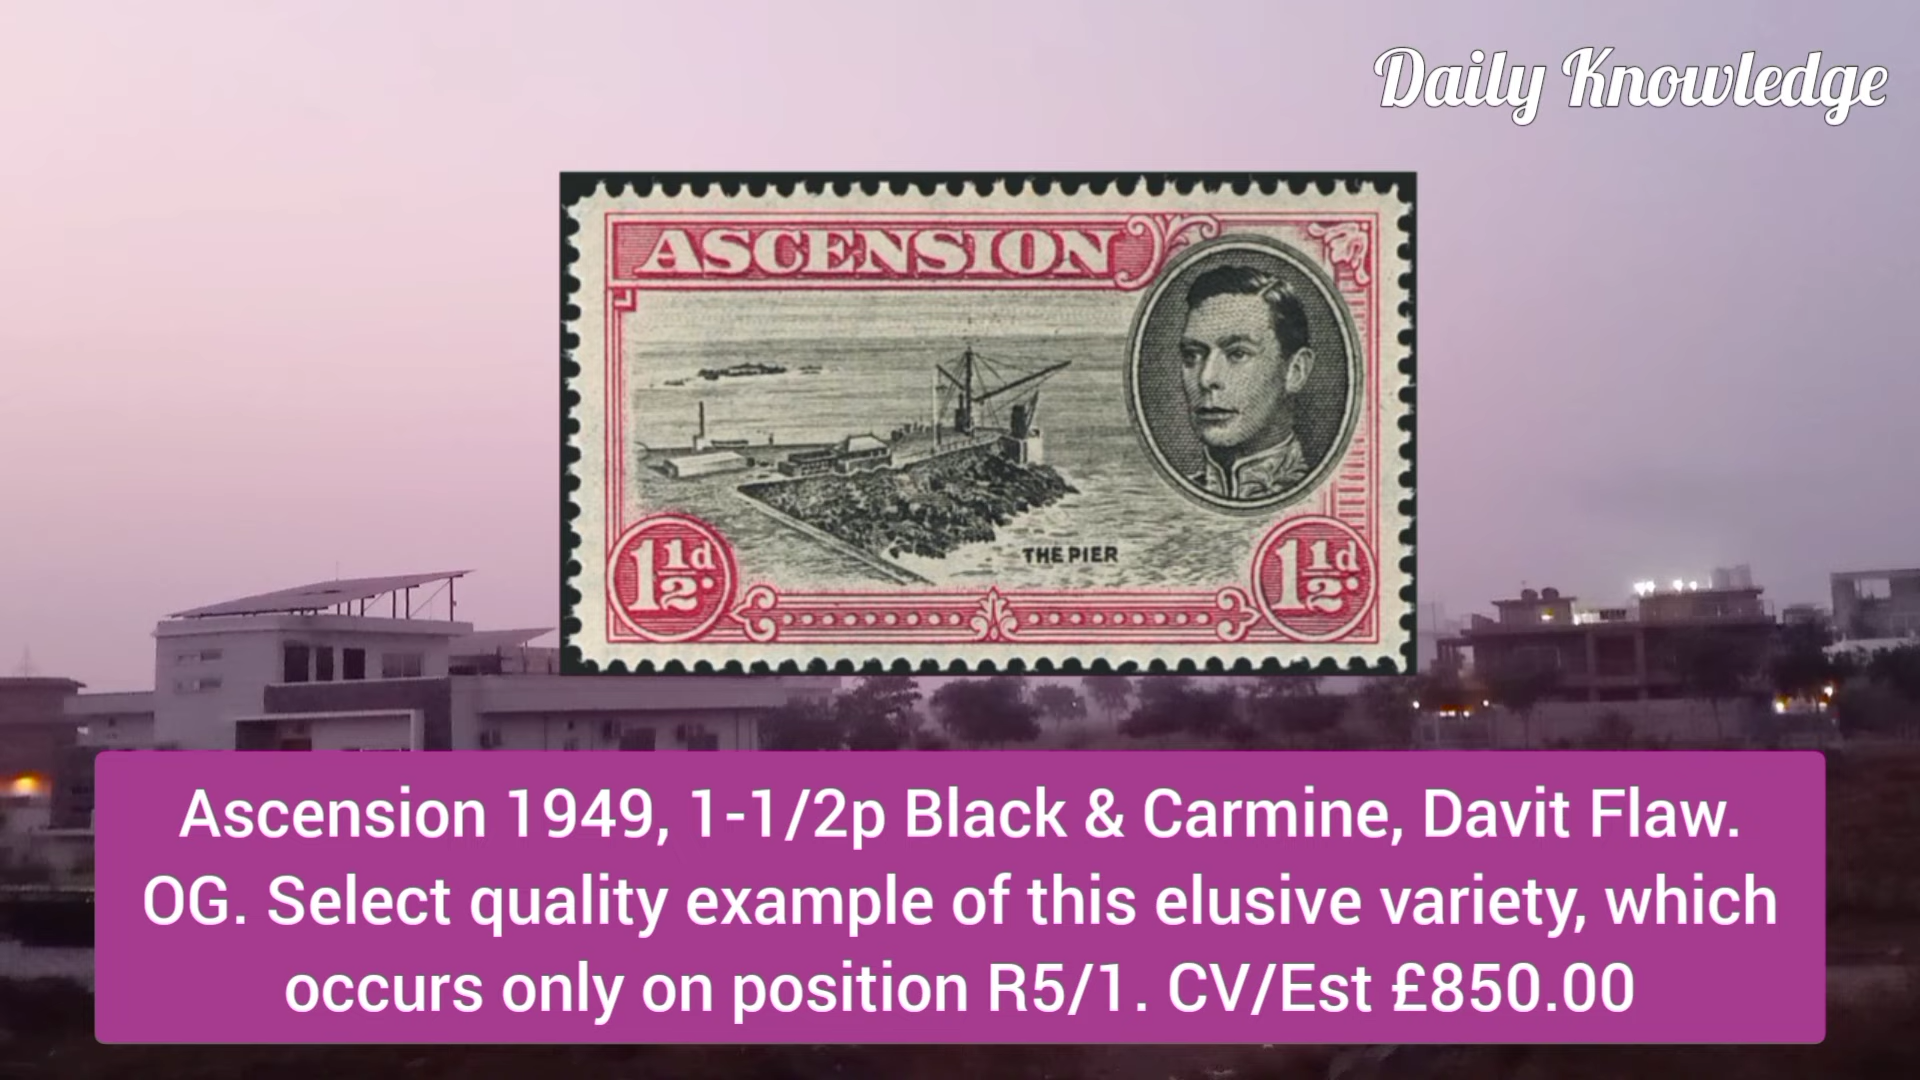 Daily Knowledge
ASCENSION
THE PIER
1½d. 1½d.
Ascension 1949, 1-1/2p Black & Carmine, Davit Flaw.
OG. Select quality example of this elusive variety, which
occurs only on position R5/1. CV/Est £850.00